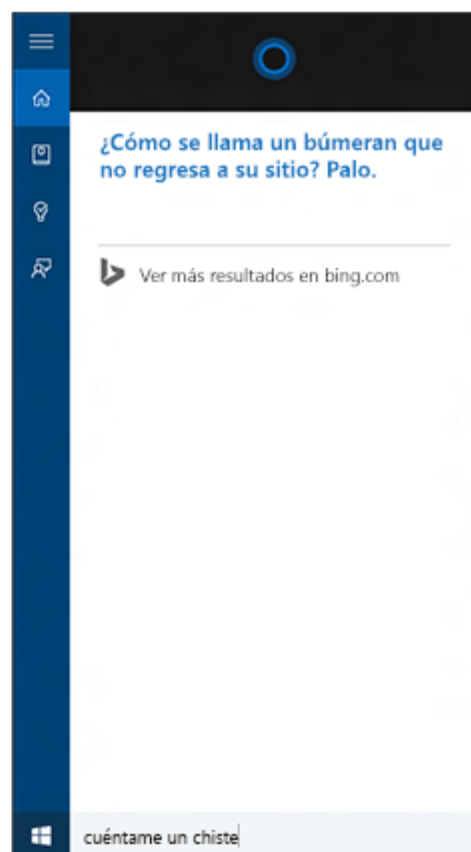 ¿Cómo se llama un búmeran que
no regresa a su sitio? Palo.
Ver más resultados en bing.com
cuéntame un chiste